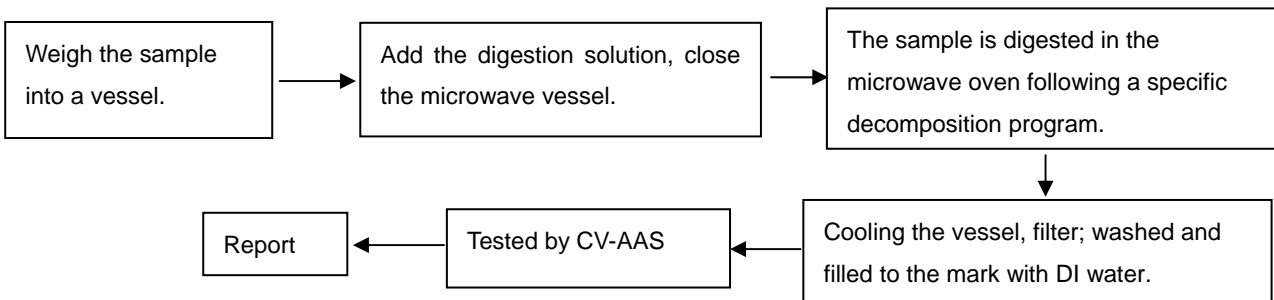 Weigh the sample
into a vessel.
Add the digestion solution, close
the microwave vessel.
The sample is digested in the
microwave oven following a specific
decomposition program.
Cooling the vessel, filter; washed and
filled to the mark with DI water.
Tested by CV-AAS
Report